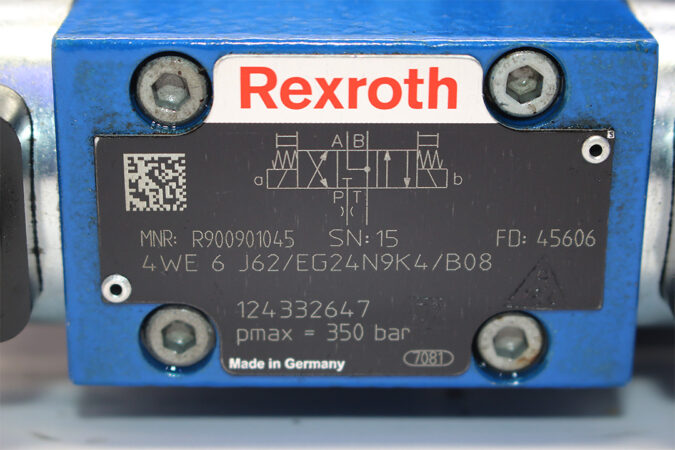 Rexroth
A B
a b
P T
MNR: R900901045 SN: 15 FD: 45606
4WE 6 J62/EG24N9K4/B08
124332647
pmax = 350 bar
Made in Germany 7081